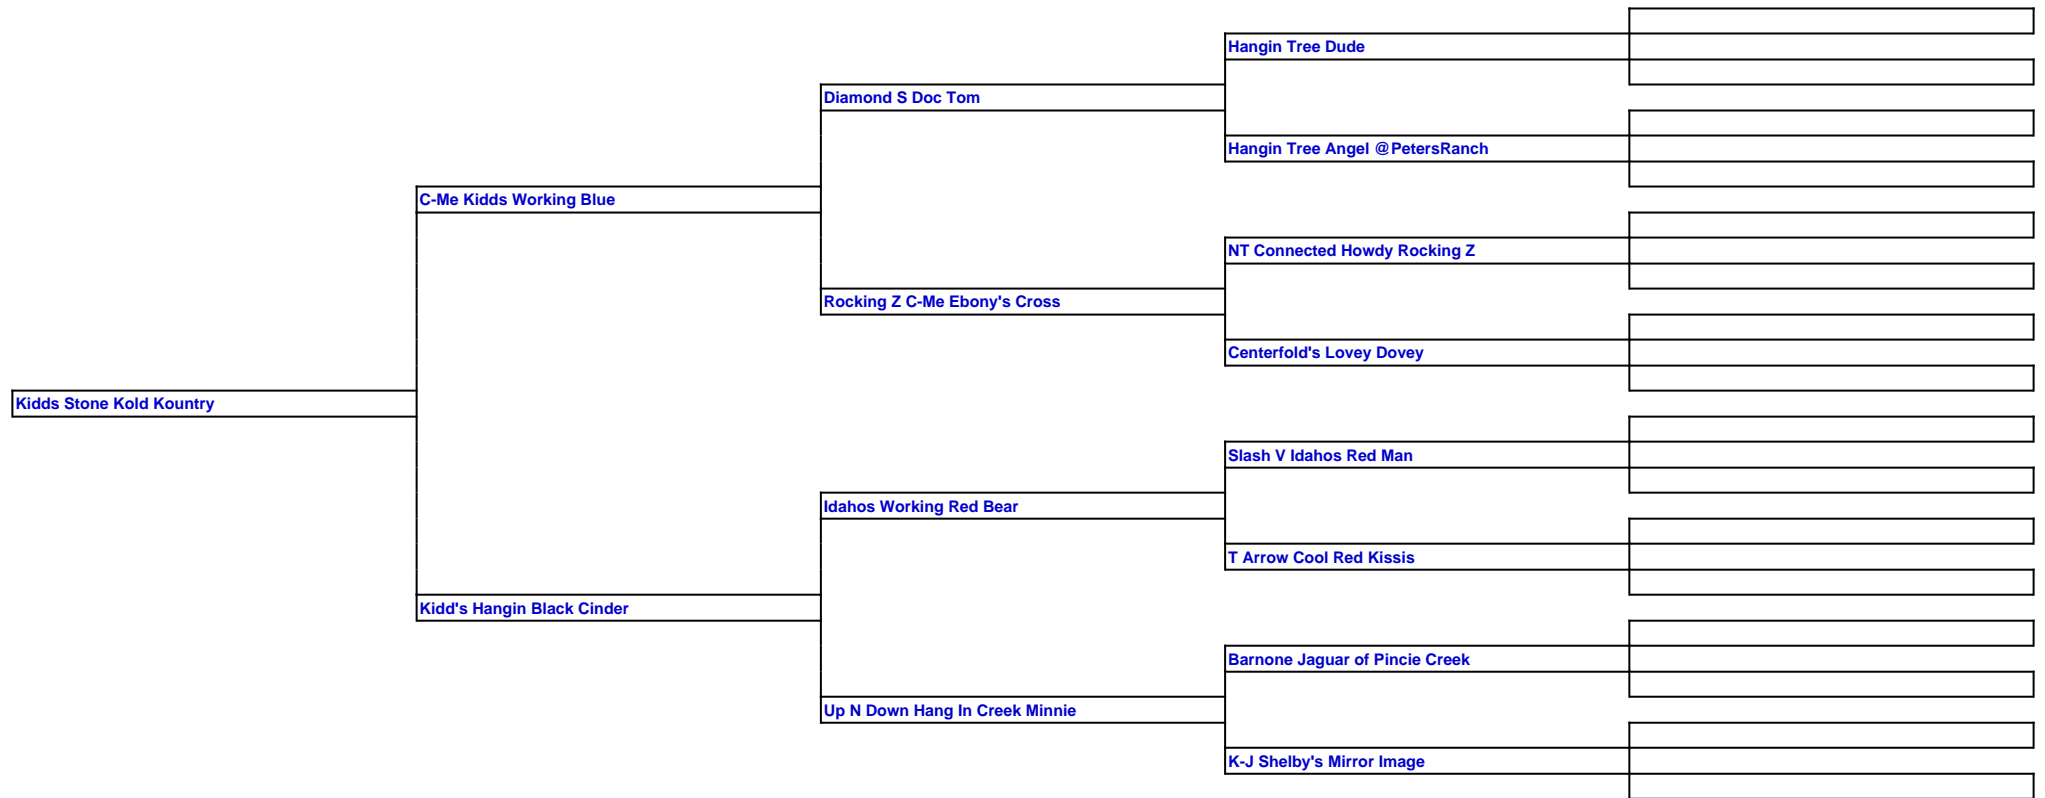 Hangin Tree Dude
Diamond S Doc Tom
Hangin Tree Angel @PetersRanch
C-Me Kidds Working Blue
NT Connected Howdy Rocking Z
Rocking Z C-Me Ebony's Cross
Centerfold's Lovey Dovey
Kidds Stone Kold Kountry
Slash V Idahos Red Man
Idahos Working Red Bear
T Arrow Cool Red Kissis
Kidd's Hangin Black Cinder
Barnone Jaguar of Pincie Creek
Up N Down Hang In Creek Minnie
K-J Shelby's Mirror Image